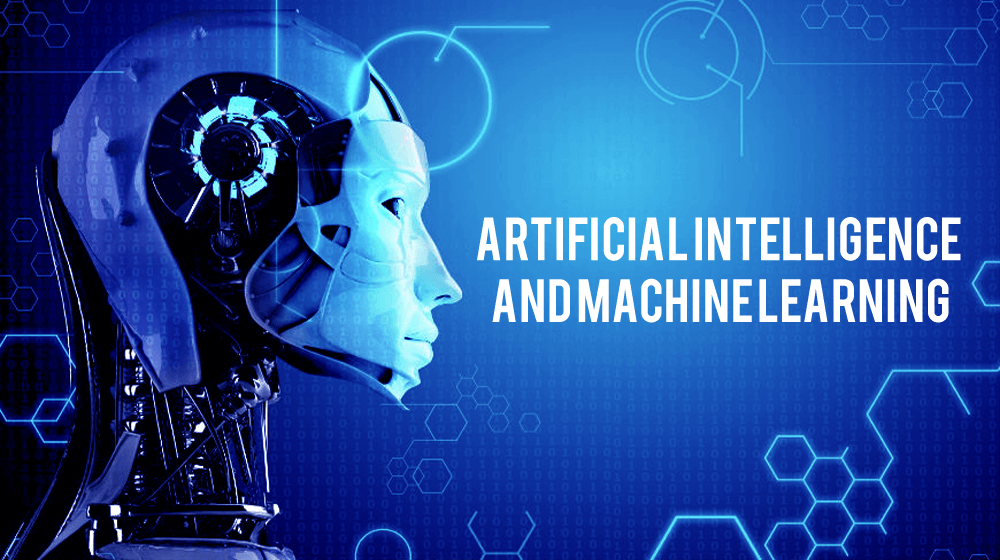 ARTIFICIAL INTELLIGENCE
AND MACHINE LEARNING